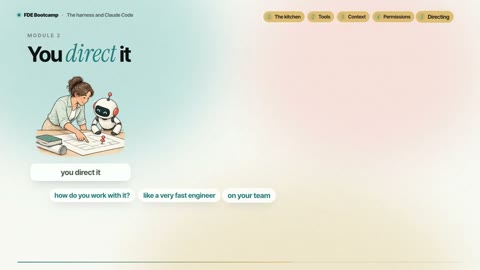 FDE Bootcamp · The harness and Claude Code
The kitchen
Tools
Context
Permissions
Directing
MODULE 2
You direct it
you direct it
how do you work with it?
like a very fast engineer
on your team